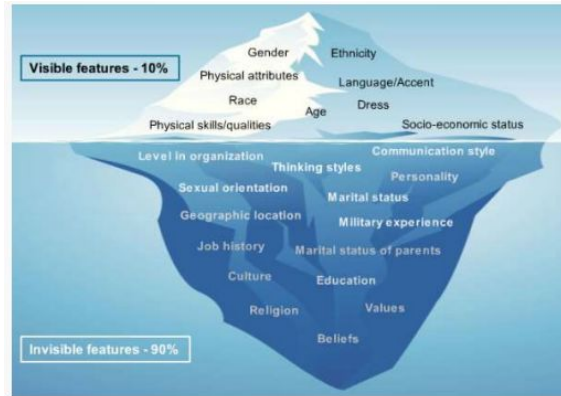 Gender
Ethnicity
Visible features - 10%
Physical attributes
Language/Accent
Race
Dress
Age
Physical skills/qualities
Socio-economic status
Level in organization
Communication style
Thinking styles
Personality
Sexual orientation
Marital status
Geographic location
Military experience
Job history
Marital status of parents
Culture
Education
Religion
Values
Beliefs
Invisible features - 90%